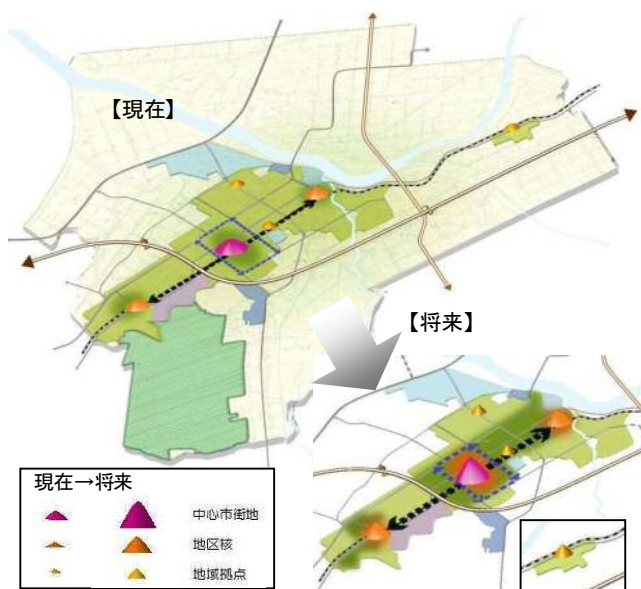 【現在】
【将来】
現在→将来
中心市街地
地区核
地域拠点